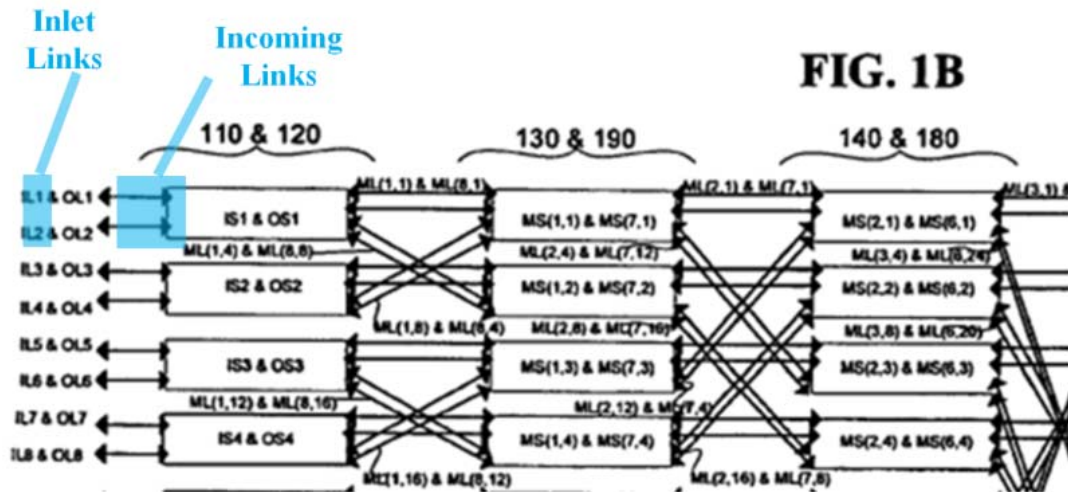 Inlet
Links
Incoming
Links
FIG. 1B
110 & 120
130 & 190
140 & 180
ML(1,1) & ML(8,1)
ML(2,1) & ML(7,1)
ML(3,1) &
IL1 & OL1
IL2 & OL2
IS1 & OS1
MS(1,1) & MS(7,1)
MS(2,1) & MS(6,1)
ML(1,4) & ML(8,8)
ML(2,4) & ML(7,12)
ML(3,4) & ML(6,24)
IL3 & OL3
IL4 & OL4
IS2 & OS2
MS(1,2) & MS(7,2)
MS(2,2) & MS(6,2)
ML(1,8) & ML(8,4)
ML(2,8) & ML(7,16)
ML(3,8) & ML(6,20)
IL5 & OL5
IL6 & OL6
IS3 & OS3
MS(1,3) & MS(7,3)
MS(2,3) & MS(6,3)
ML(1,12) & ML(8,16)
ML(2,12) & ML(7,4)
IL7 & OL7
IL8 & OL8
IS4 & OS4
MS(1,4) & MS(7,4)
MS(2,4) & MS(6,4)
ML(1,16) & ML(8,12)
ML(2,16) & ML(7,8)